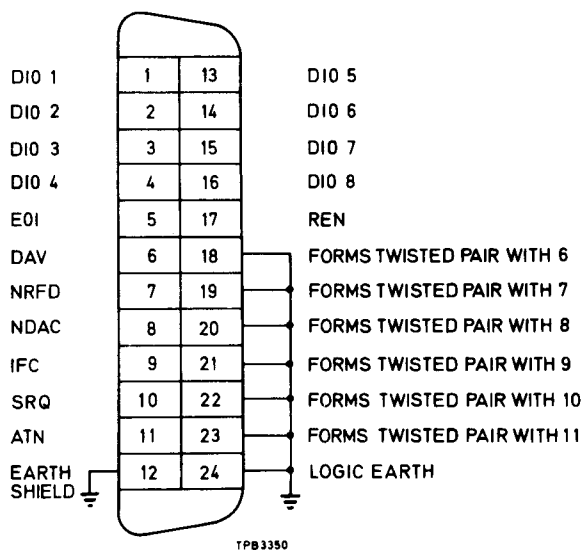 DIO 1 1 13 DIO 5
DIO 2 2 14 DIO 6
DIO 3 3 15 DIO 7
DIO 4 4 16 DIO 8
EOI 5 17 REN
DAV 6 18 FORMS TWISTED PAIR WITH 6
NRFD 7 19 FORMS TWISTED PAIR WITH 7
NDAC 8 20 FORMS TWISTED PAIR WITH 8
IFC 9 21 FORMS TWISTED PAIR WITH 9
SRQ 10 22 FORMS TWISTED PAIR WITH 10
ATN 11 23 FORMS TWISTED PAIR WITH 11
EARTH 12 24 LOGIC EARTH
SHIELD
TPB3350